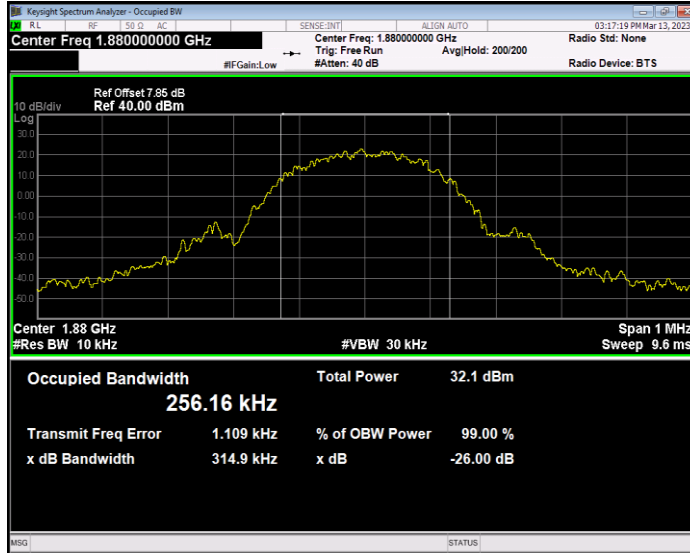 Keysight Spectrum Analyzer - Occupied BW
RL RF 50 Ω AC SENSE:INT ALIGN AUTO 03:17:19 PM Mar 13, 2023
Center Freq 1.880000000 GHz
Center Freq: 1.880000000 GHz Radio Std: None
Trig: Free Run Avg|Hold: 200/200
#IFGain:Low #Atten: 40 dB Radio Device: BTS
Ref Offset 7.85 dB
10 dB/div Ref 40.00 dBm
Log
30.0
20.0
10.0
0.00
-10.0
-20.0
-30.0
-40.0
-50.0
Center 1.88 GHz Span 1 MHz
#Res BW 10 kHz #VBW 30 kHz Sweep 9.6 ms
Occupied Bandwidth Total Power 32.1 dBm
256.16 kHz
Transmit Freq Error 1.109 kHz % of OBW Power 99.00 %
x dB Bandwidth 314.9 kHz x dB -26.00 dB
MSG STATUS